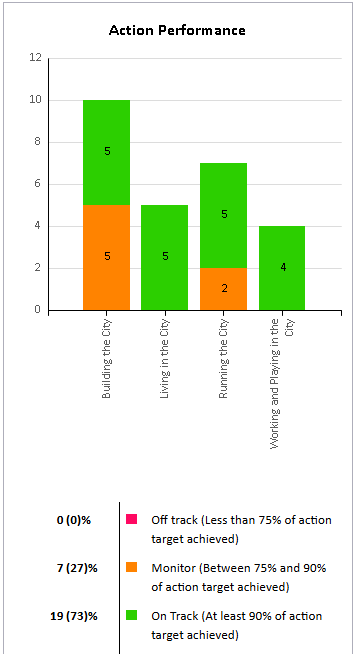 Action Performance
12
10
8
6
4
2
0
5
5
5
5
2
4
Building the City
Living in the City
Running the City
Working and Playing in the
City
0 (0)% Off track (Less than 75% of action
target achieved)
7 (27)% Monitor (Between 75% and 90%
of action target achieved)
19 (73)% On Track (At least 90% of action
target achieved)